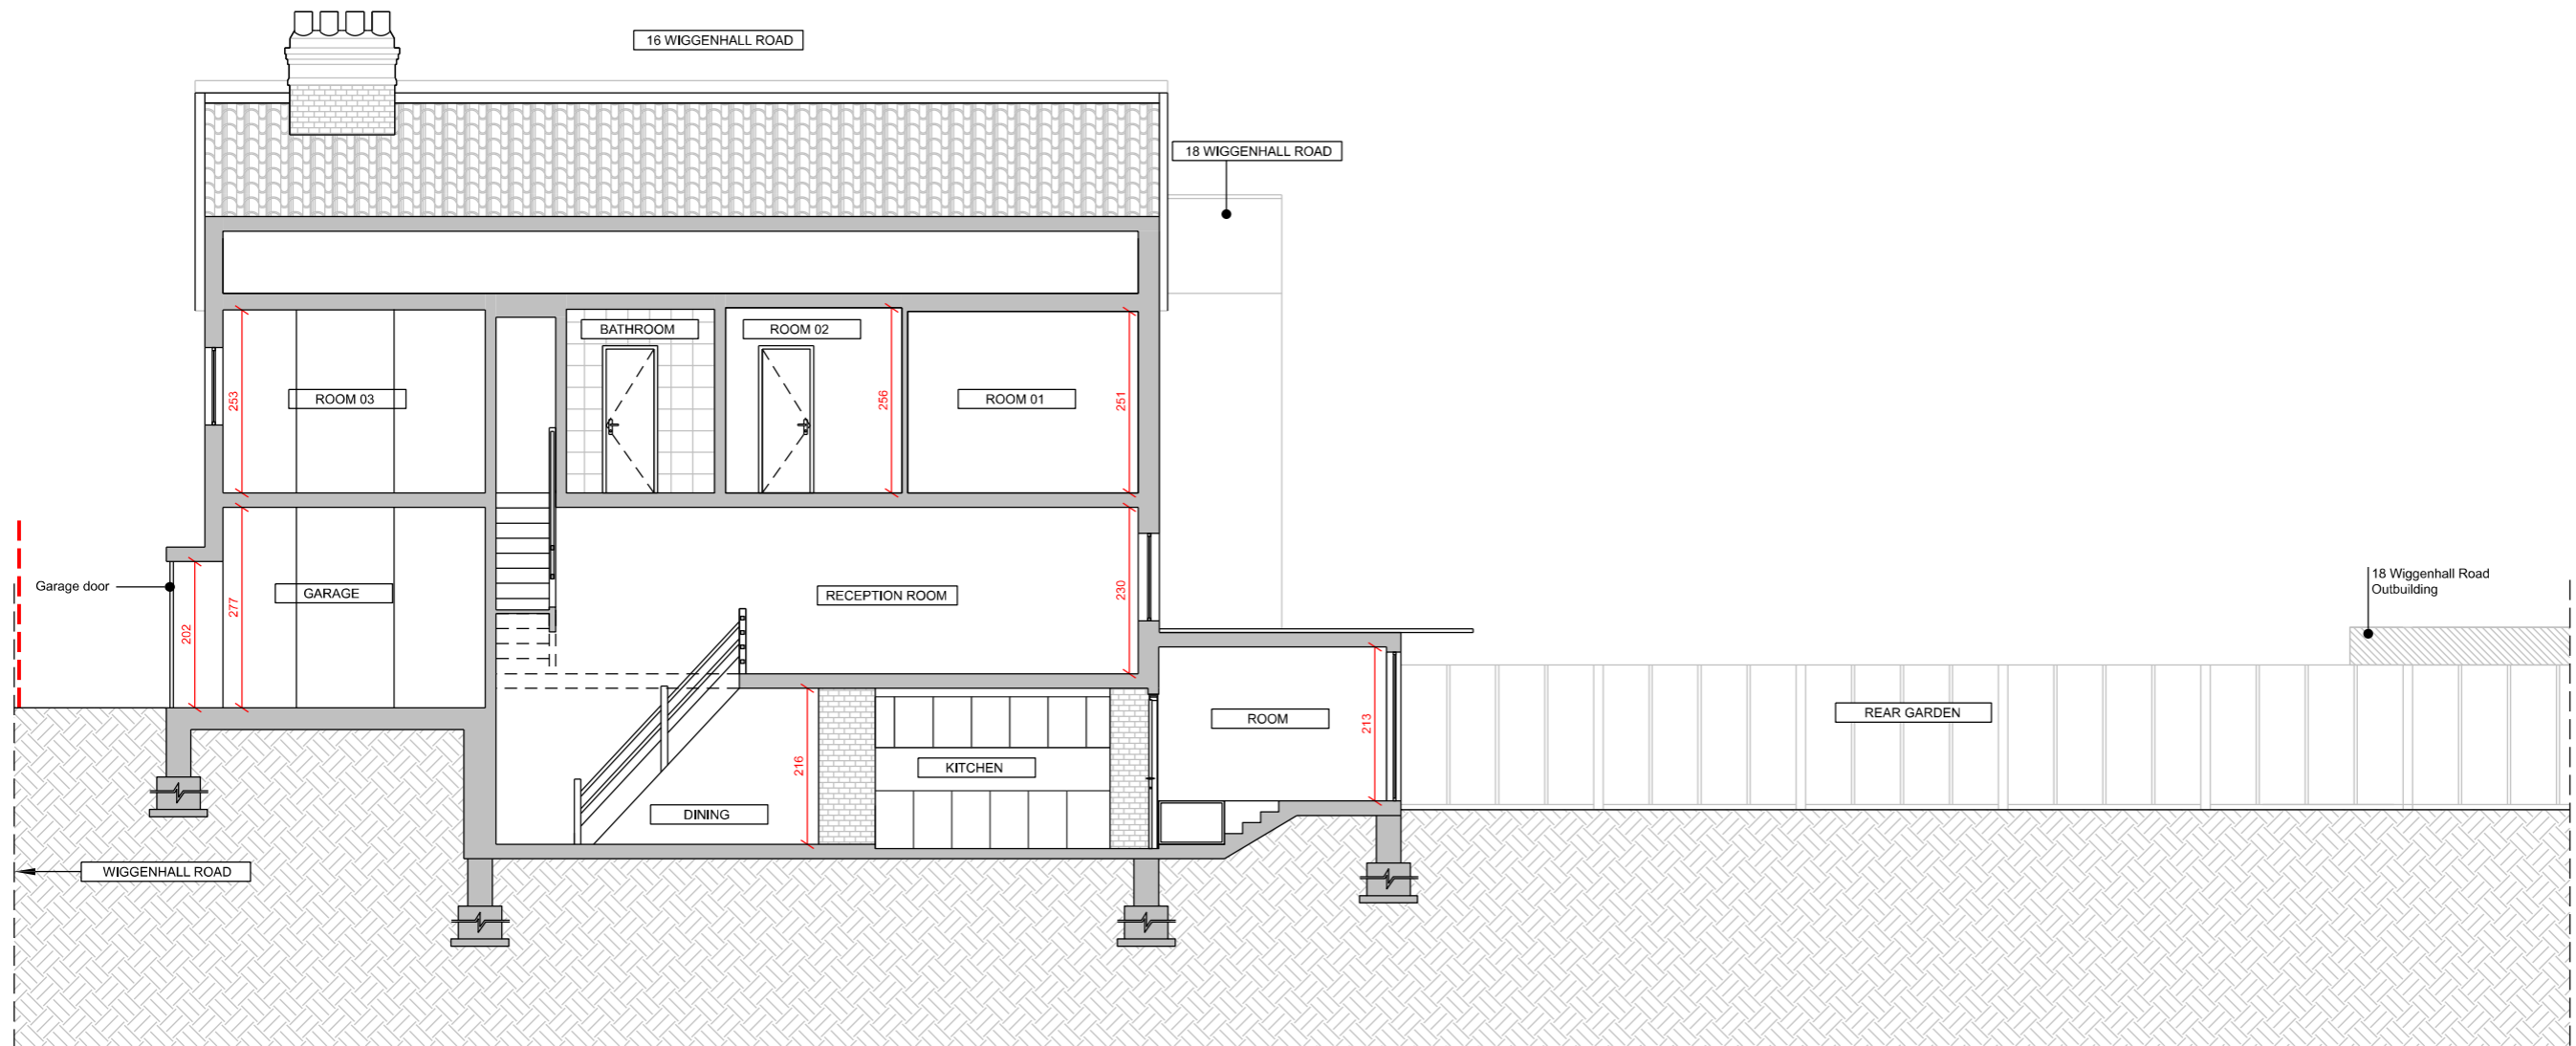 16 WIGGENHALL ROAD
18 WIGGENHALL ROAD
BATHROOM
ROOM 02
ROOM 03
ROOM 01
253
256
251
Garage door
GARAGE
RECEPTION ROOM
202
277
230
18 Wiggenhall Road
Outbuilding
ROOM
REAR GARDEN
213
216
KITCHEN
DINING
WIGGENHALL ROAD